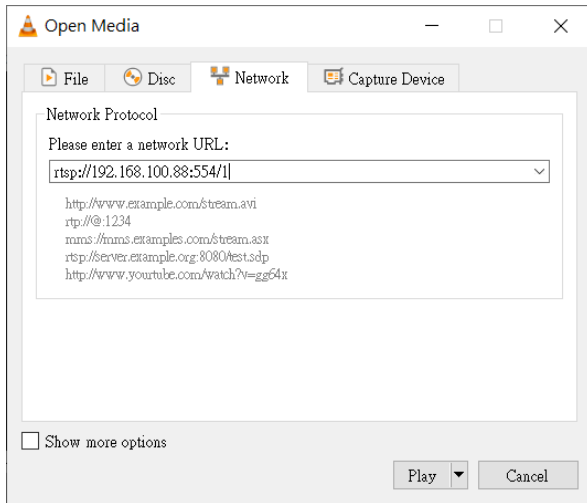 Open Media
File Disc Network Capture Device
Network Protocol
Please enter a network URL:
rtsp://192.168.100.88:554/1
http://www.example.com/stream.avi
rtp://@:1234
mms://mms.examples.com/stream.asx
rtsp://server.example.org:8080/test.sdp
http://www.yourtube.com/watch?v=gg64x
Show more options
Play Cancel